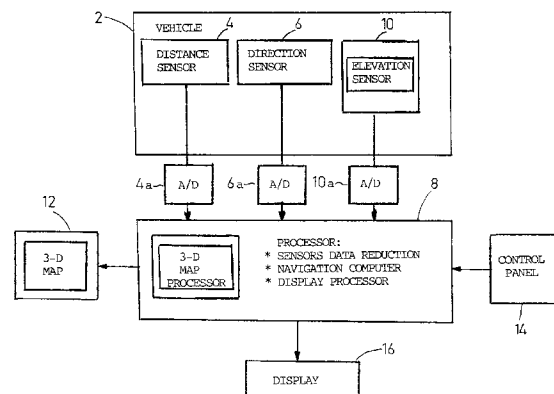 2
VEHICLE
4
DISTANCE
SENSOR
6
DIRECTION
SENSOR
10
ELEVATION
SENSOR
4a
A/D
6a
A/D
10a
A/D
8
12
3-D
MAP
3-D
MAP
PROCESSOR
PROCESSOR:
* SENSORS DATA REDUCTION
* NAVIGATION COMPUTER
* DISPLAY PROCESSOR
CONTROL
PANEL
14
16
DISPLAY